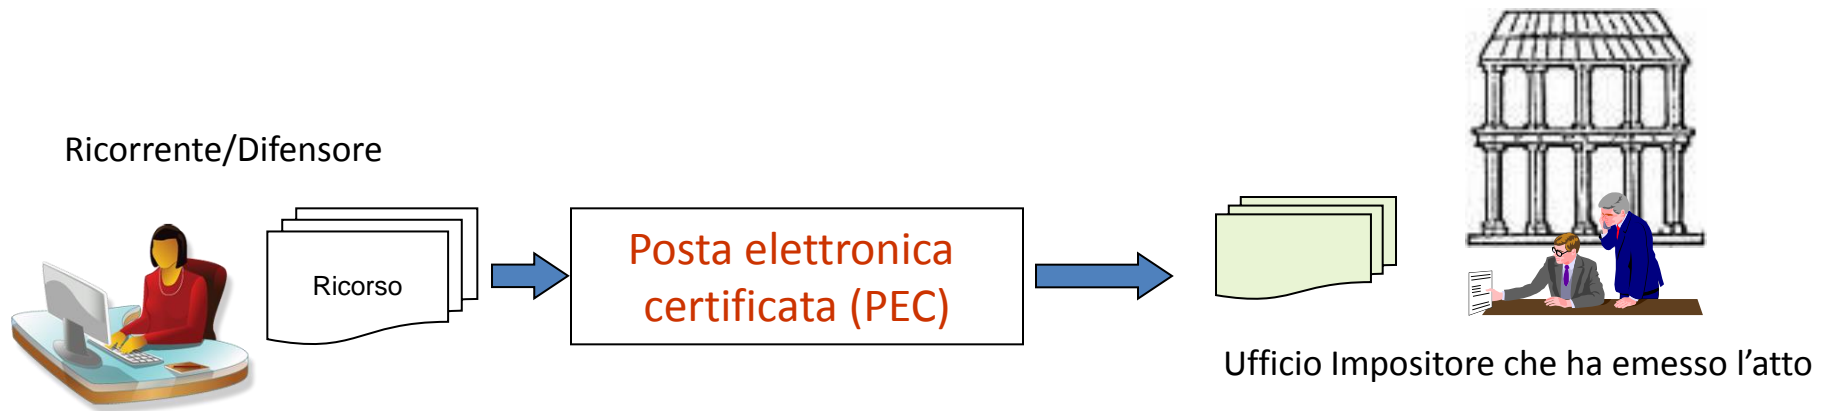 Ricorrente/Difensore
Ricorso
Posta elettronica
certificata (PEC)
Ufficio Impositore che ha emesso l’atto